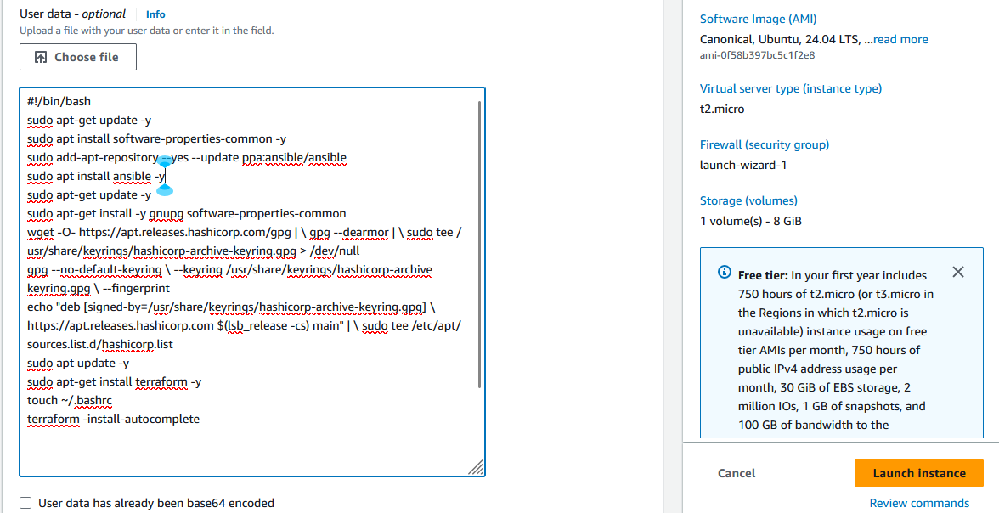 User data - optional Info
Upload a file with your user data or enter it in the field.
Choose file
#!/bin/bash
sudo apt-get update -y
sudo apt install software-properties-common -y
sudo add-apt-repository --yes --update ppa:ansible/ansible
sudo apt install ansible -y
sudo apt-get update -y
sudo apt-get install -y gnupg software-properties-common
wget -O- https://apt.releases.hashicorp.com/gpg | \ gpg --dearmor | \ sudo tee /
usr/share/keyrings/hashicorp-archive-keyring.gpg > /dev/null
gpg --no-default-keyring \ --keyring /usr/share/keyrings/hashicorp-archive
keyring.gpg \ --fingerprint
echo "deb [signed-by=/usr/share/keyrings/hashicorp-archive-keyring.gpg] \
https://apt.releases.hashicorp.com $(lsb_release -cs) main" | \ sudo tee /etc/apt/
sources.list.d/hashicorp.list
sudo apt update -y
sudo apt-get install terraform -y
touch ~/.bashrc
terraform -install-autocomplete
User data has already been base64 encoded
Software Image (AMI)
Canonical, Ubuntu, 24.04 LTS, ...read more
ami-0f58b397bc5c1f2e8
Virtual server type (instance type)
t2.micro
Firewall (security group)
launch-wizard-1
Storage (volumes)
1 volume(s) - 8 GiB
Free tier: In your first year includes
750 hours of t2.micro (or t3.micro in
the Regions in which t2.micro is
unavailable) instance usage on free
tier AMIs per month, 750 hours of
public IPv4 address usage per
month, 30 GiB of EBS storage, 2
million IOs, 1 GB of snapshots, and
100 GB of bandwidth to the
Cancel
Launch instance
Review commands